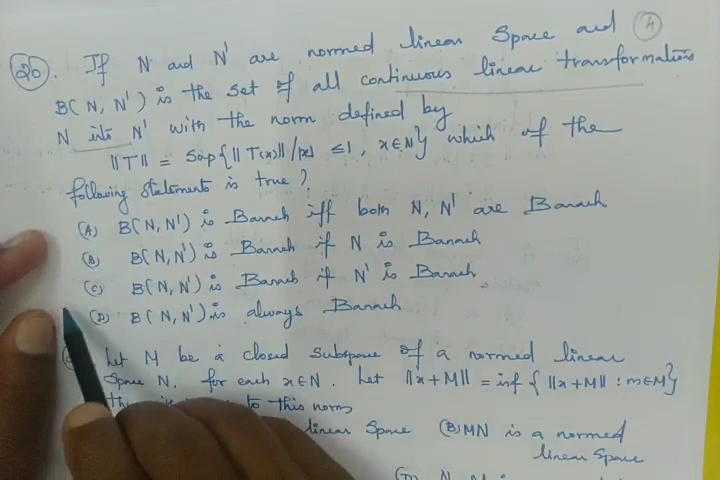 4
20. If N and N' are normed linear Space and
B(N, N') is the set of all continuous linear transformations
N into N' with the norm defined by
||T|| = Sup{||T(x)|| / ||x|| ≤1, x∈N} which of the
following statements is true?
(A) B(N, N') is Banach iff both N, N' are Banach
(B) B(N, N') is Banach if N is Banach
(C) B(N, N') is Banach if N' is Banach
(D) B(N, N') is always Banach
Let M be a closed subspace of a normed linear
Space N. for each x∈N. Let ||x+M|| = inf {||x+M|| : m∈M}
to this norm
linear Space (B) MN is a normed
linear Space
(D) N